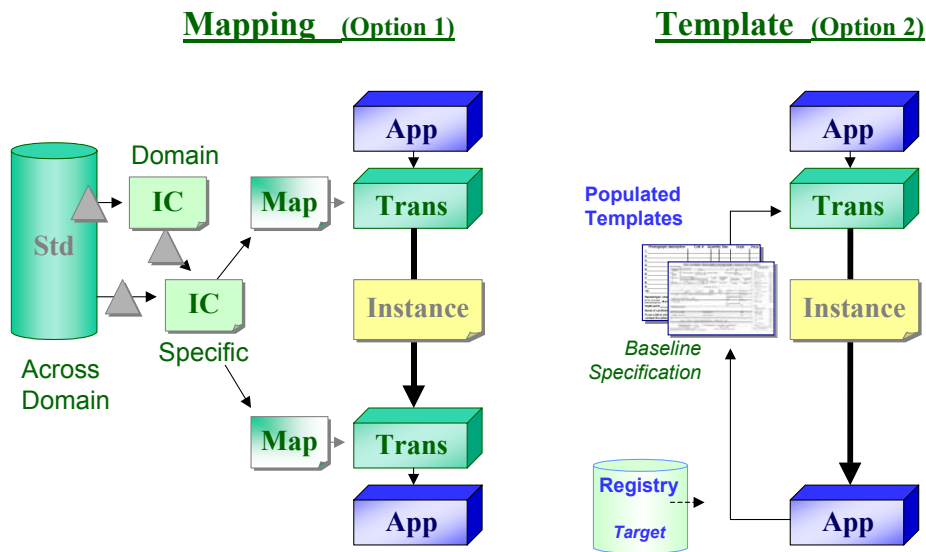 Mapping (Option 1)
Template (Option 2)
App
App
Domain
IC
Map
Trans
Trans
Populated
Templates
Std
IC
Instance
Instance
Specific
Baseline
Specification
Across
Domain
Map
Trans
Registry
Target
App
App